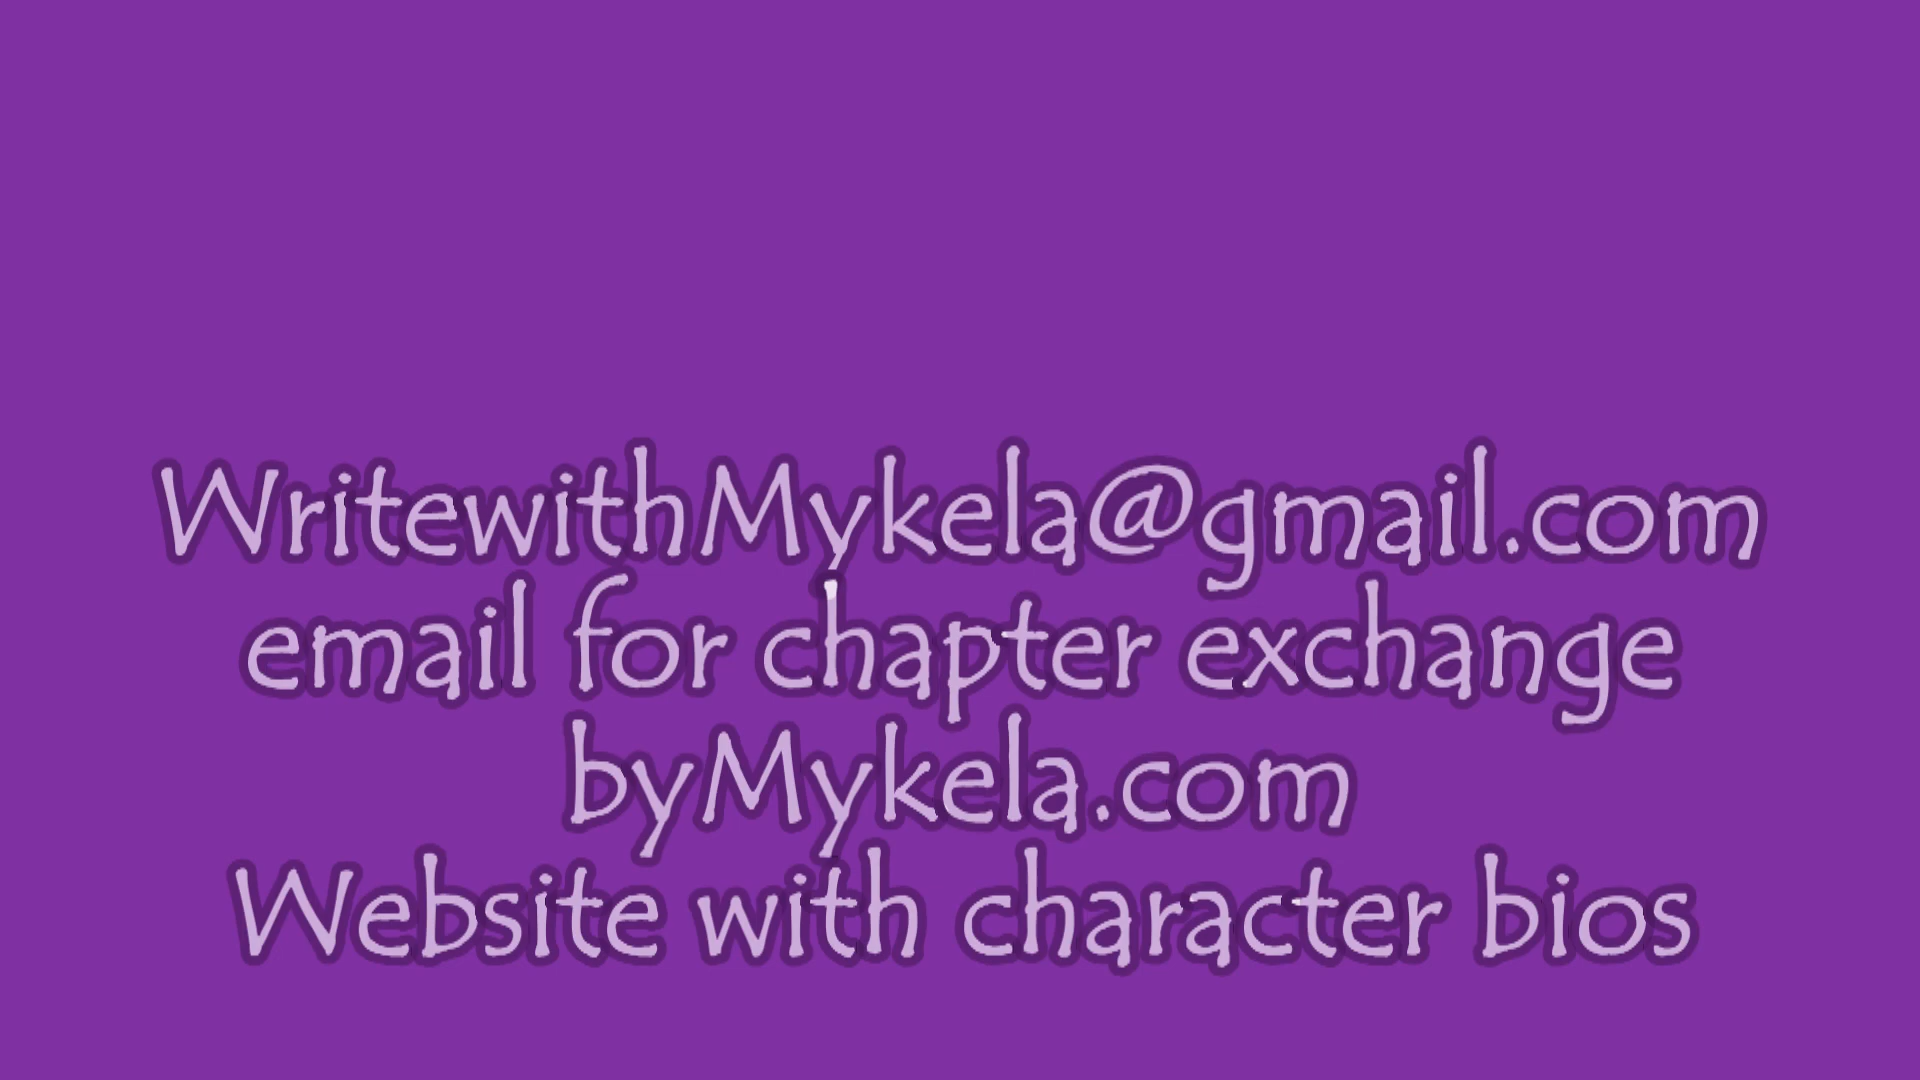 WritewithMykela@gmail.com
email for chapter exchange
byMykela.com
Website with character bios